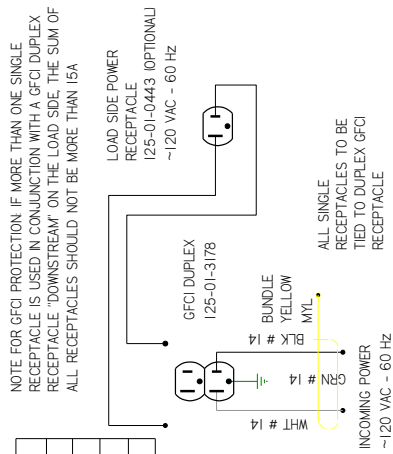 NOTE FOR GFCI PROTECTION: IF MORE THAN ONE SINGLE
RECEPTACLE IS USED IN CONJUNCTION WITH A GFCI DUPLEX
RECEPTACLE "DOWNSTREAM" ON THE LOAD SIDE, THE SUM OF
ALL RECEPTACLES SHOULD NOT BE MORE THAN 15A
LOAD SIDE POWER
RECEPTACLE
125-01-0443 (OPTIONAL)
~120 VAC - 60 Hz
GFCI DUPLEX
125-01-3178
BUNDLE
YELLOW
MYL
BLK # 14
GRN # 14
WHT # 14
ALL SINGLE
RECEPTACLES TO BE
TIED TO DUPLEX GFCI
RECEPTACLE
INCOMING POWER
~120 VAC - 60 Hz